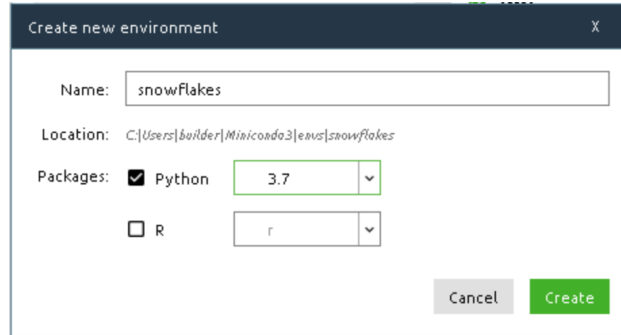 Create new environment X
Name: snowflakes
Location: C:|Users|builder|Miniconda3|envs|snowflakes
Packages: Python 3.7
R r
Cancel Create